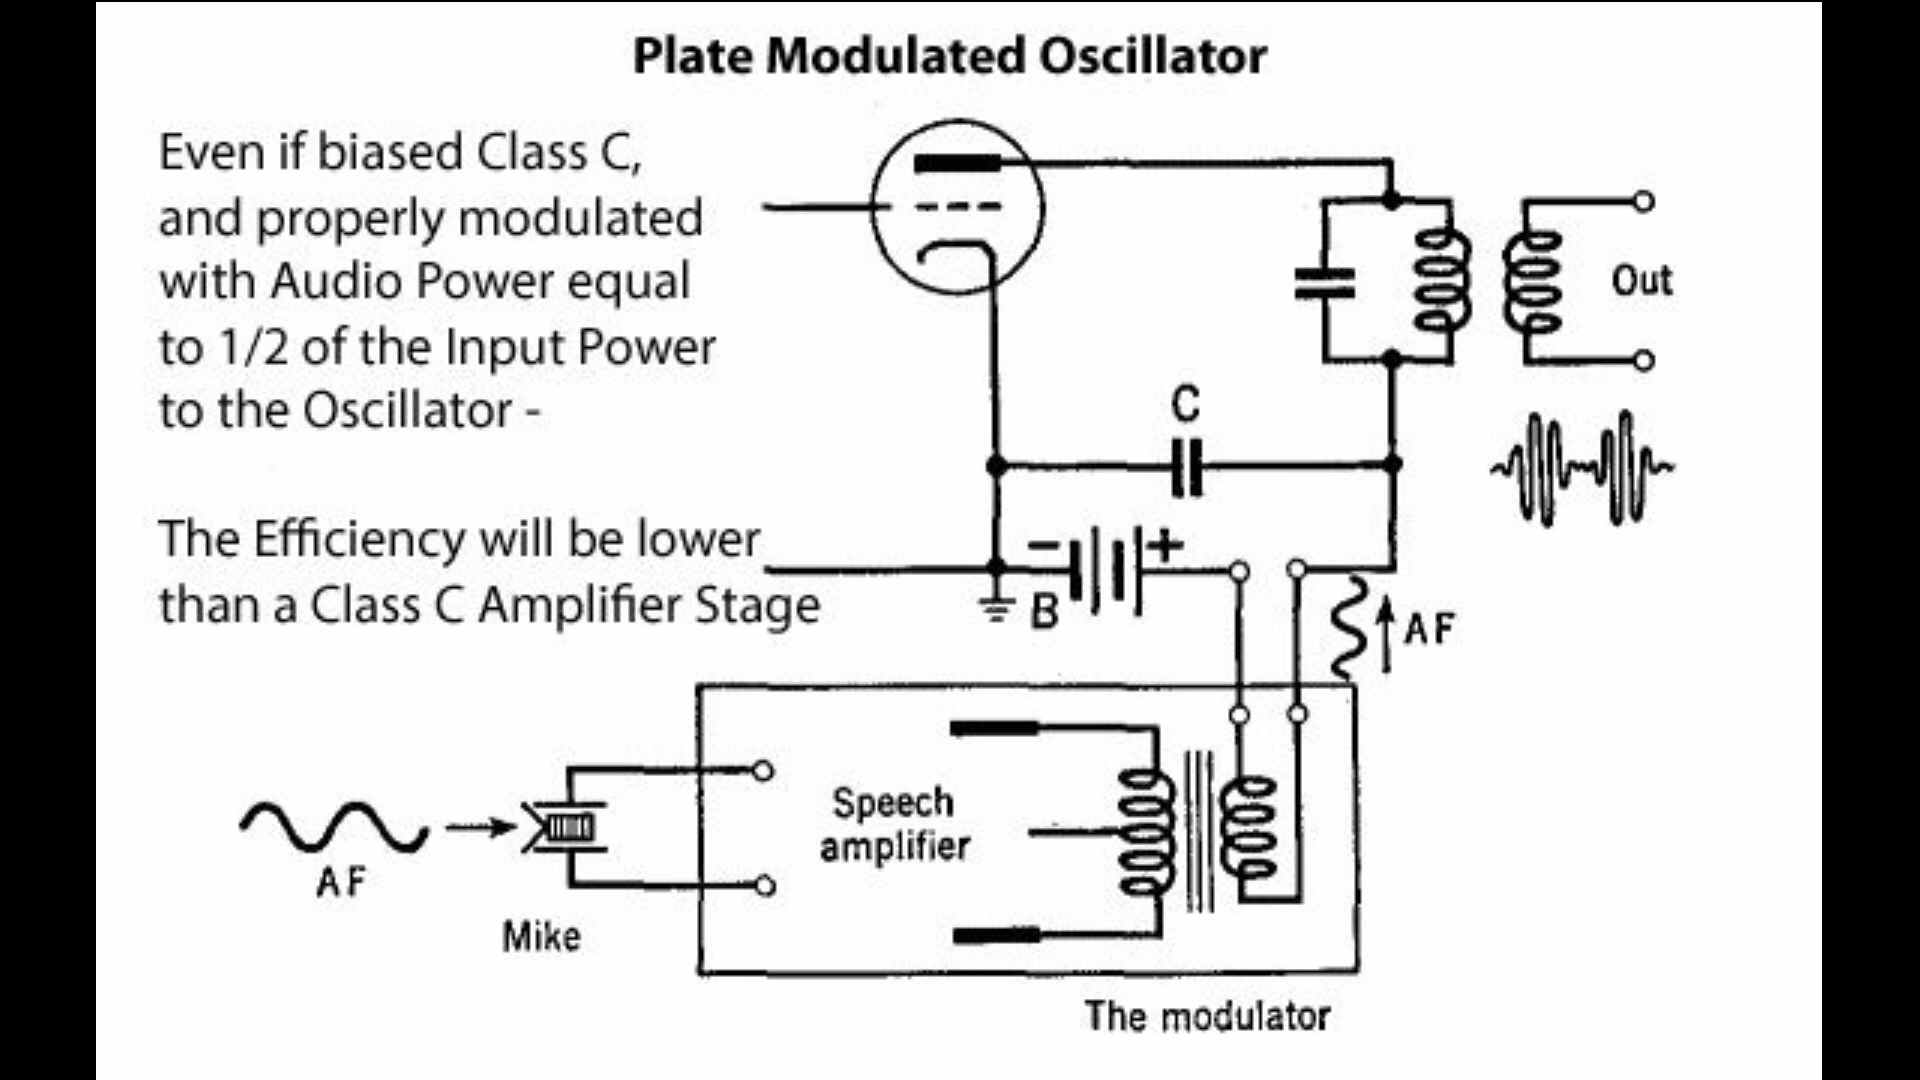 Plate Modulated Oscillator
Even if biased Class C,
and properly modulated
with Audio Power equal
to 1/2 of the Input Power
to the Oscillator -
The Efficiency will be lower
than a Class C Amplifier Stage
Out
C
- +
B
AF
Speech
amplifier
AF
Mike
The modulator